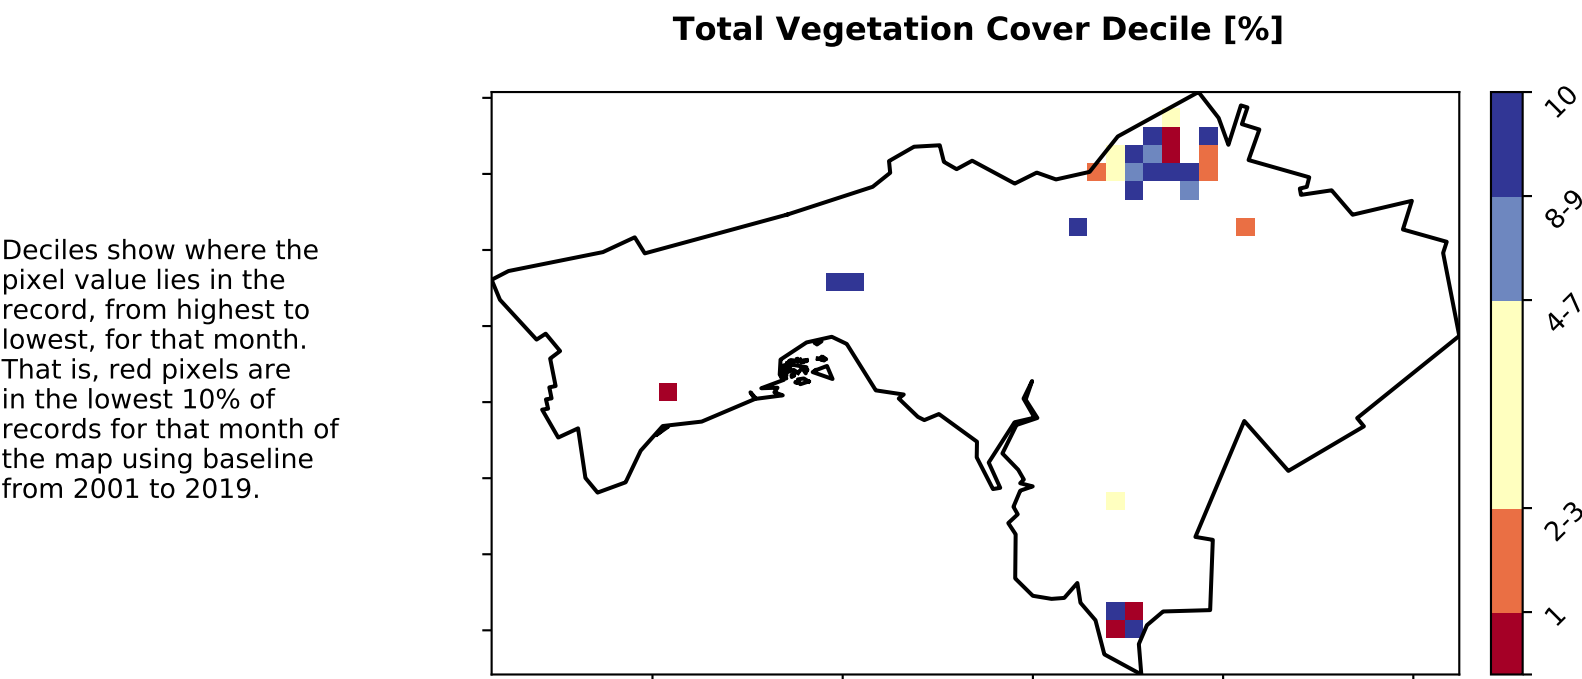 Total Vegetation Cover Decile [%]
Deciles show where the
pixel value lies in the
record, from highest to
lowest, for that month.
That is, red pixels are
in the lowest 10% of
records for that month of
the map using baseline
from 2001 to 2019.
10
8-9
4-7
2-3
1